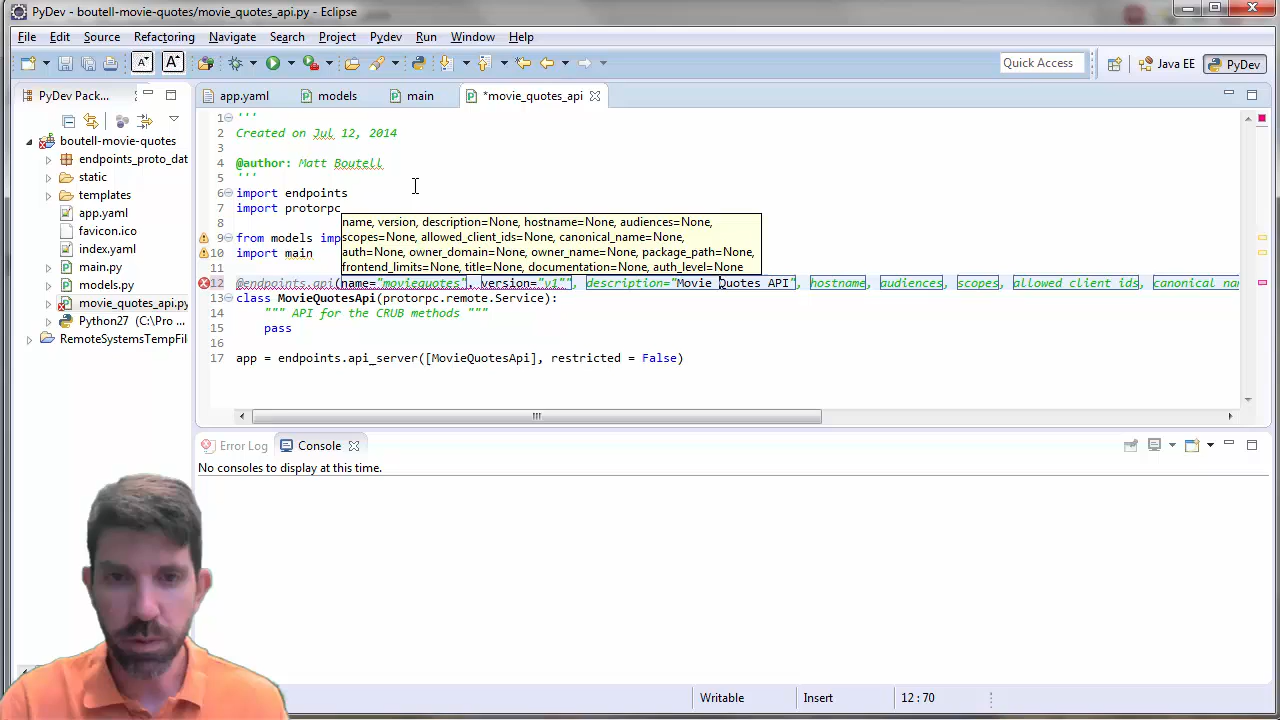 PyDev - boutell-movie-quotes/movie_quotes_api.py - Eclipse
File Edit Source Refactoring Navigate Search Project Pydev Run Window Help
Quick Access Java EE PyDev
PyDev Pack... app.yaml models main *movie_quotes_api
boutell-movie-quotes
endpoints_proto_dat
static
templates
app.yaml
favicon.ico
index.yaml
main.py
models.py
movie_quotes_api.py
Python27 (C:\Pro ...
RemoteSystemsTempFil
1 '''
2 Created on Jul 12, 2014
3
4 @author: Matt Boutell
5 '''
6 import endpoints
7 import protorpc
8
9 from models imp
10 import main
11
name, version, description=None, hostname=None, audiences=None,
scopes=None, allowed_client_ids=None, canonical_name=None,
auth=None, owner_domain=None, owner_name=None, package_path=None,
frontend_limits=None, title=None, documentation=None, auth_level=None
12 @endpoints.api(name="moviequotes", version="v1"", description="Movie Quotes API", hostname, audiences, scopes, allowed_client_ids, canonical_nam
13 class MovieQuotesApi(protorpc.remote.Service):
14 """ API for the CRUB methods """
15 pass
16
17 app = endpoints.api_server([MovieQuotesApi], restricted = False)
Error Log Console
No consoles to display at this time.
Writable Insert 12 : 70